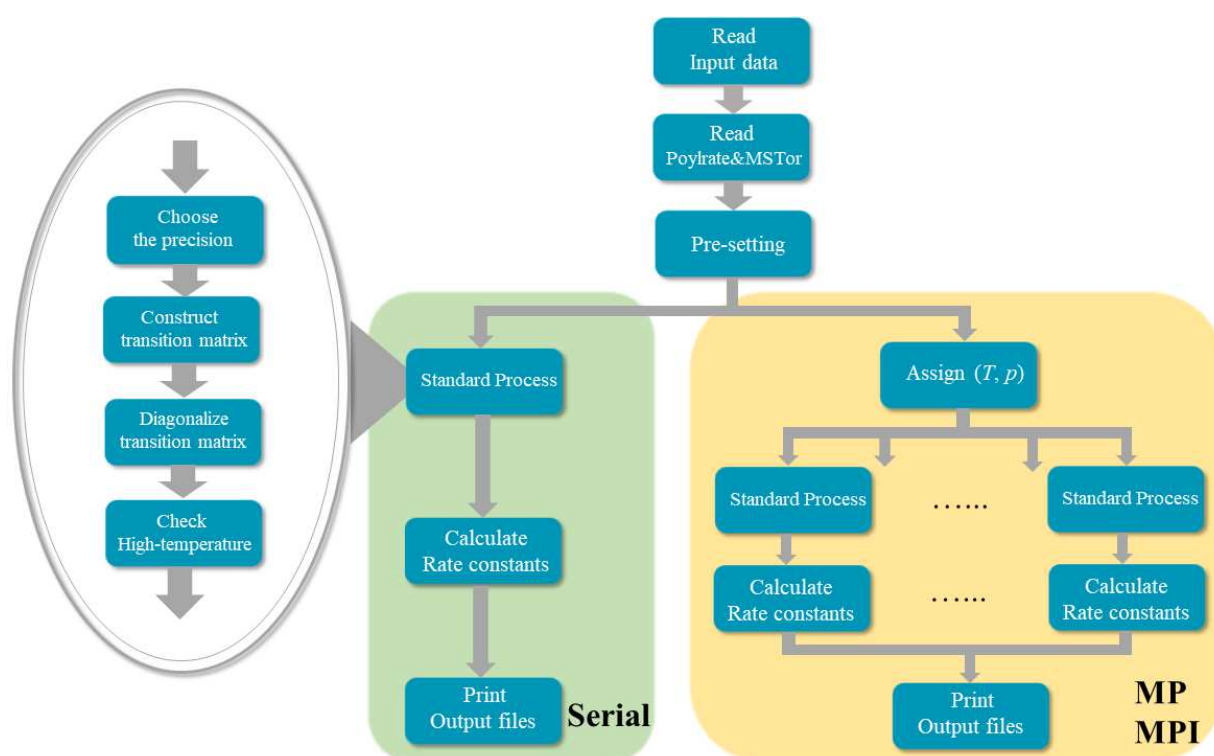 Read
Input data
Read
Poylrate&MSTor
Pre-setting
Choose
the precision
Construct
transition matrix
Diagonalize
transition matrix
Check
High-temperature
Standard Process
Calculate
Rate constants
Print
Output files
Serial
Assign (T, p)
Standard Process
…...
Standard Process
Calculate
Rate constants
…...
Calculate
Rate constants
Print
Output files
MP
MPI